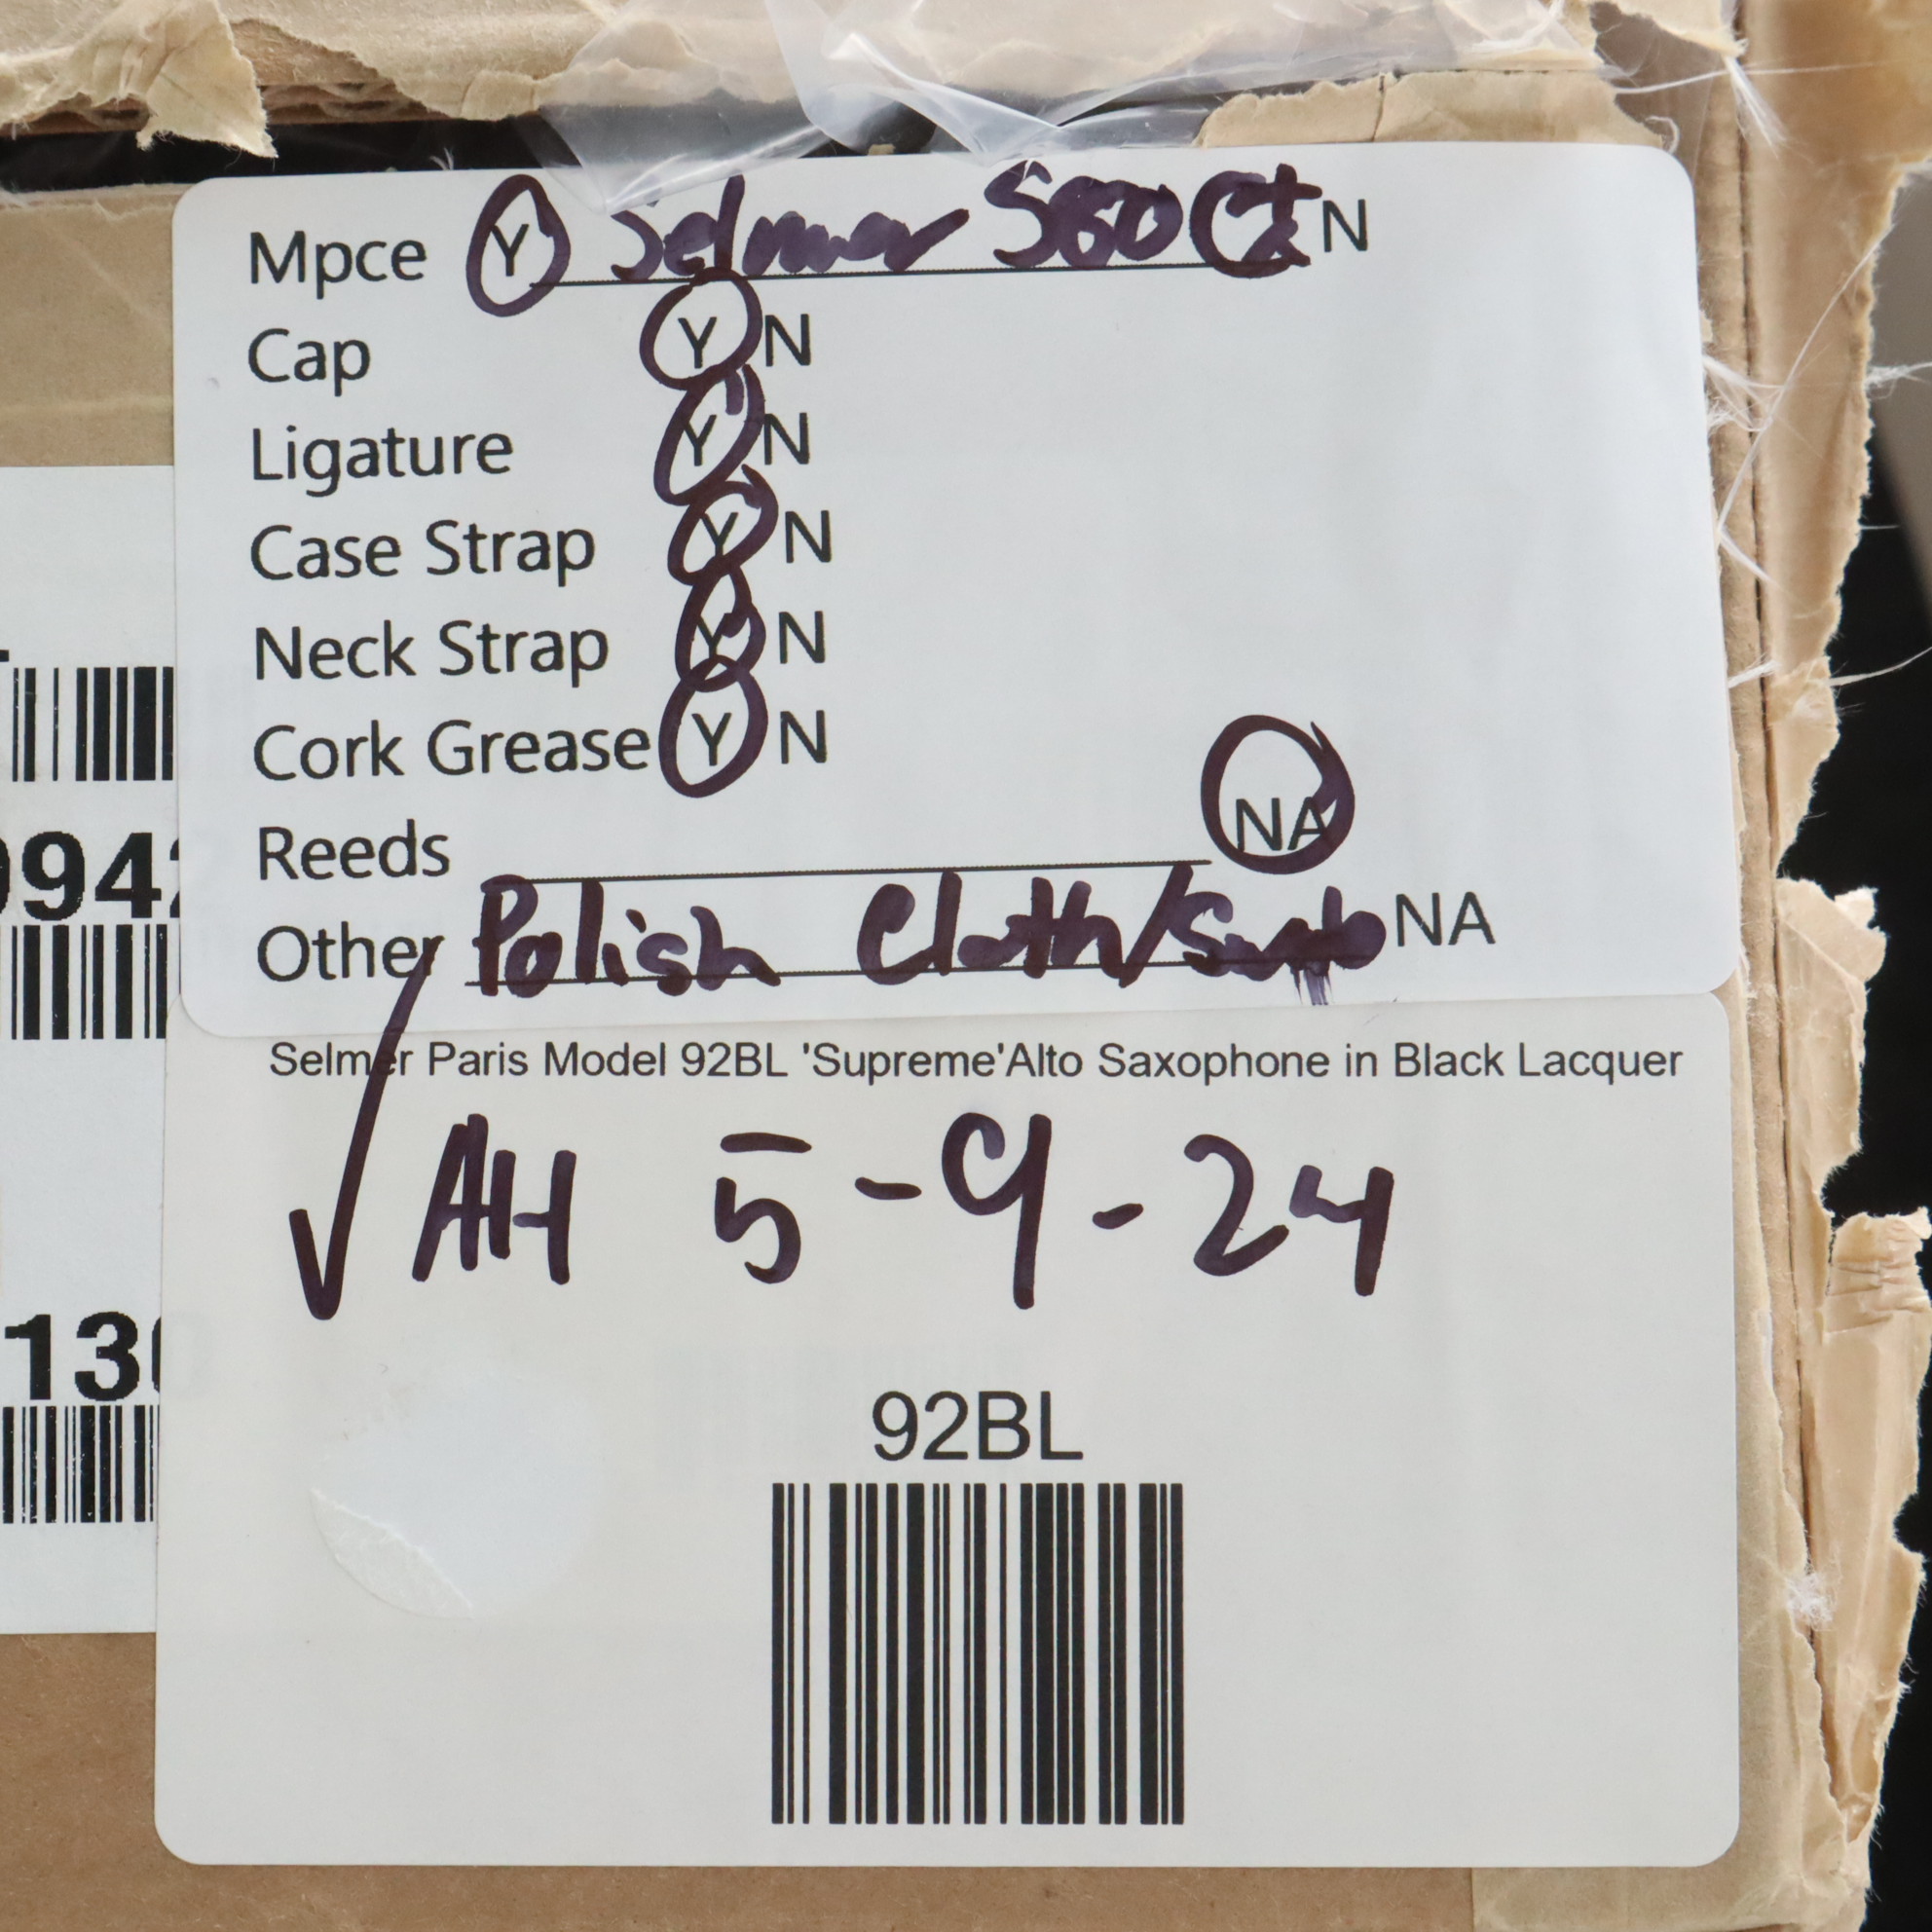 Mpce Y Selmer S80 C* N
Cap Y N
Ligature Y N
Case Strap Y N
Neck Strap Y N
Cork Grease Y N
Reeds NA
Other Polish Cloth/Swab NA
Selmer Paris Model 92BL 'Supreme'Alto Saxophone in Black Lacquer
√ AH 5-9-24
92BL